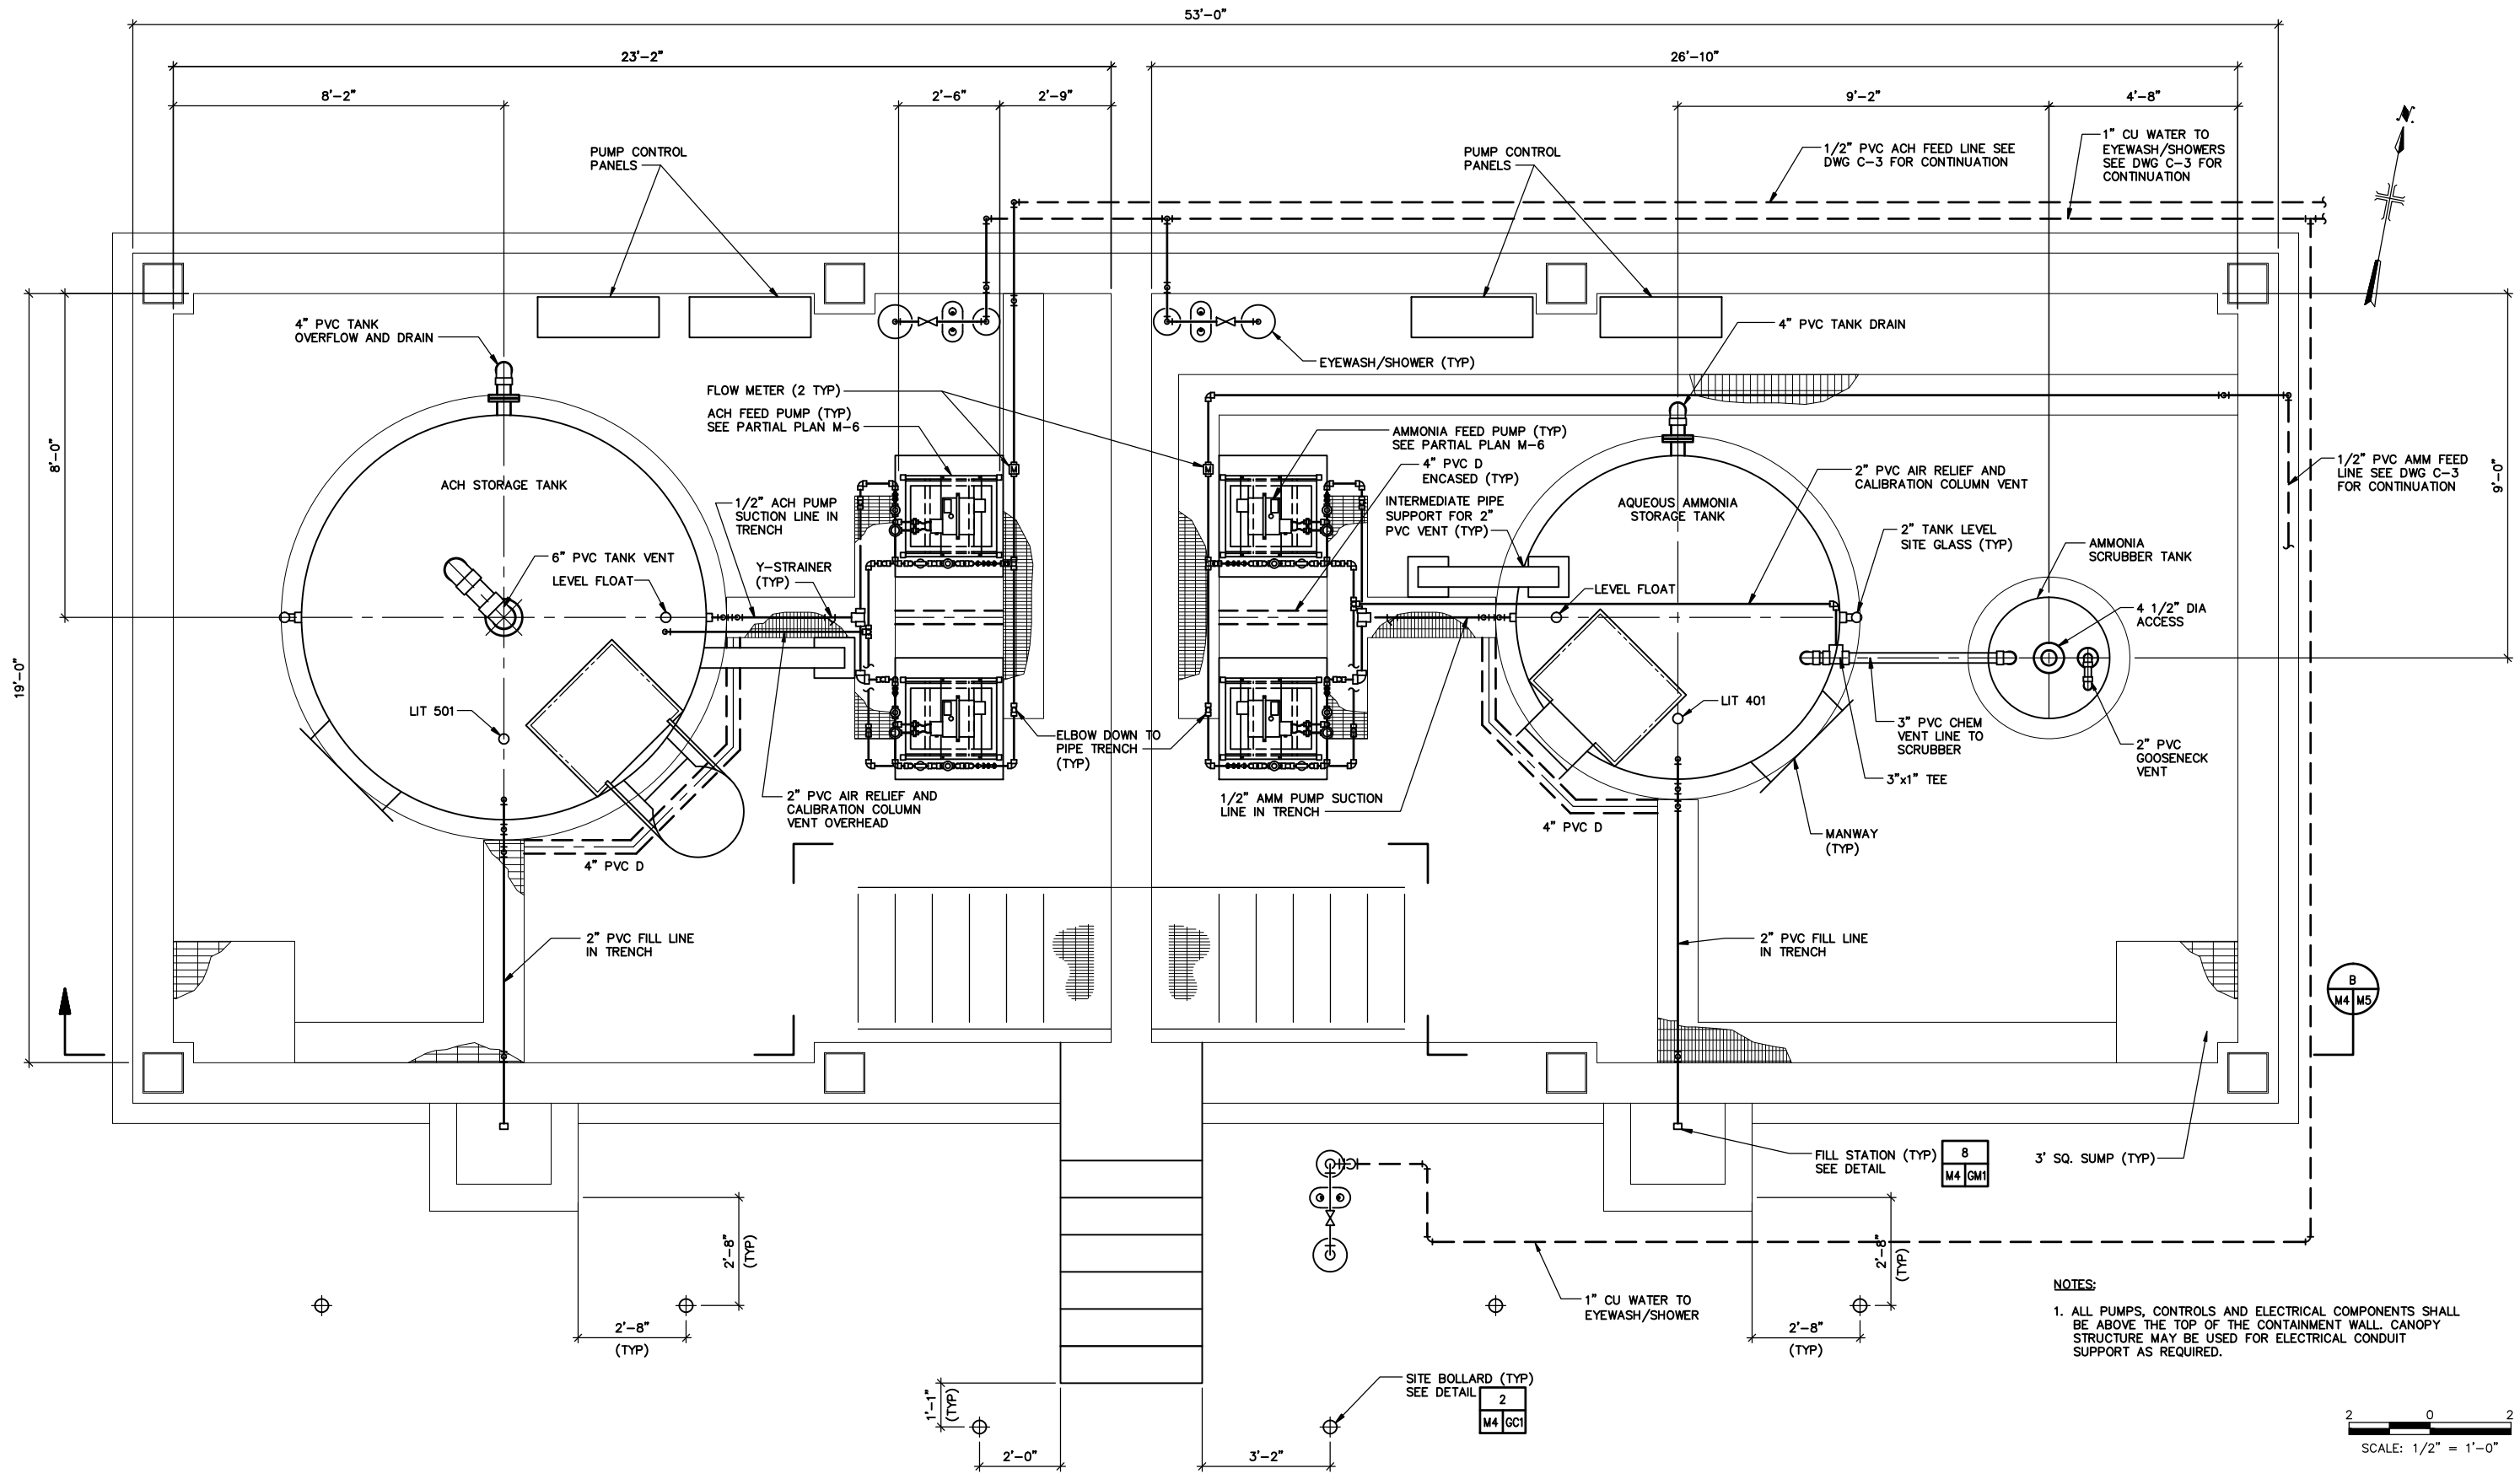 53'-0"
23'-2"
26'-10"
8'-2"
2'-6"
2'-9"
9'-2"
4'-8"
N.
PUMP CONTROL
PANELS
PUMP CONTROL
PANELS
1/2" PVC ACH FEED LINE SEE
DWG C-3 FOR CONTINUATION
1" CU WATER TO
EYEWASH/SHOWERS
SEE DWG C-3 FOR
CONTINUATION
4" PVC TANK
OVERFLOW AND DRAIN
4" PVC TANK DRAIN
EYEWASH/SHOWER (TYP)
FLOW METER (2 TYP)
ACH FEED PUMP (TYP)
SEE PARTIAL PLAN M-6
AMMONIA FEED PUMP (TYP)
SEE PARTIAL PLAN M-6
4" PVC D
ENCASED (TYP)
INTERMEDIATE PIPE
SUPPORT FOR 2"
PVC VENT (TYP)
2" PVC AIR RELIEF AND
CALIBRATION COLUMN VENT
1/2" PVC AMM FEED
LINE SEE DWG C-3
FOR CONTINUATION
8'-0"
9'-0"
19'-0"
ACH STORAGE TANK
1/2" ACH PUMP
SUCTION LINE IN
TRENCH
AQUEOUS AMMONIA
STORAGE TANK
2" TANK LEVEL
SITE GLASS (TYP)
AMMONIA
SCRUBBER TANK
6" PVC TANK VENT
LEVEL FLOAT
Y-STRAINER
(TYP)
LEVEL FLOAT
4 1/2" DIA
ACCESS
M
M
LIT 501
LIT 401
ELBOW DOWN TO
PIPE TRENCH
(TYP)
3" PVC CHEM
VENT LINE TO
SCRUBBER
2" PVC
GOOSENECK
VENT
3"x1" TEE
2" PVC AIR RELIEF AND
CALIBRATION COLUMN
VENT OVERHEAD
1/2" AMM PUMP SUCTION
LINE IN TRENCH
4" PVC D
4" PVC D
MANWAY
(TYP)
2" PVC FILL LINE
IN TRENCH
2" PVC FILL LINE
IN TRENCH
B
M4 M5
FILL STATION (TYP)
SEE DETAIL
8
M4 GM1
3' SQ. SUMP (TYP)
2'-8"
(TYP)
2'-8"
(TYP)
2'-8"
(TYP)
2'-8"
(TYP)
1" CU WATER TO
EYEWASH/SHOWER
NOTES:
1. ALL PUMPS, CONTROLS AND ELECTRICAL COMPONENTS SHALL
BE ABOVE THE TOP OF THE CONTAINMENT WALL. CANOPY
STRUCTURE MAY BE USED FOR ELECTRICAL CONDUIT
SUPPORT AS REQUIRED.
1'-1"
(TYP)
SITE BOLLARD (TYP)
SEE DETAIL
2
M4 GC1
2'-0"
3'-2"
2 0 2
SCALE: 1/2" = 1'-0"